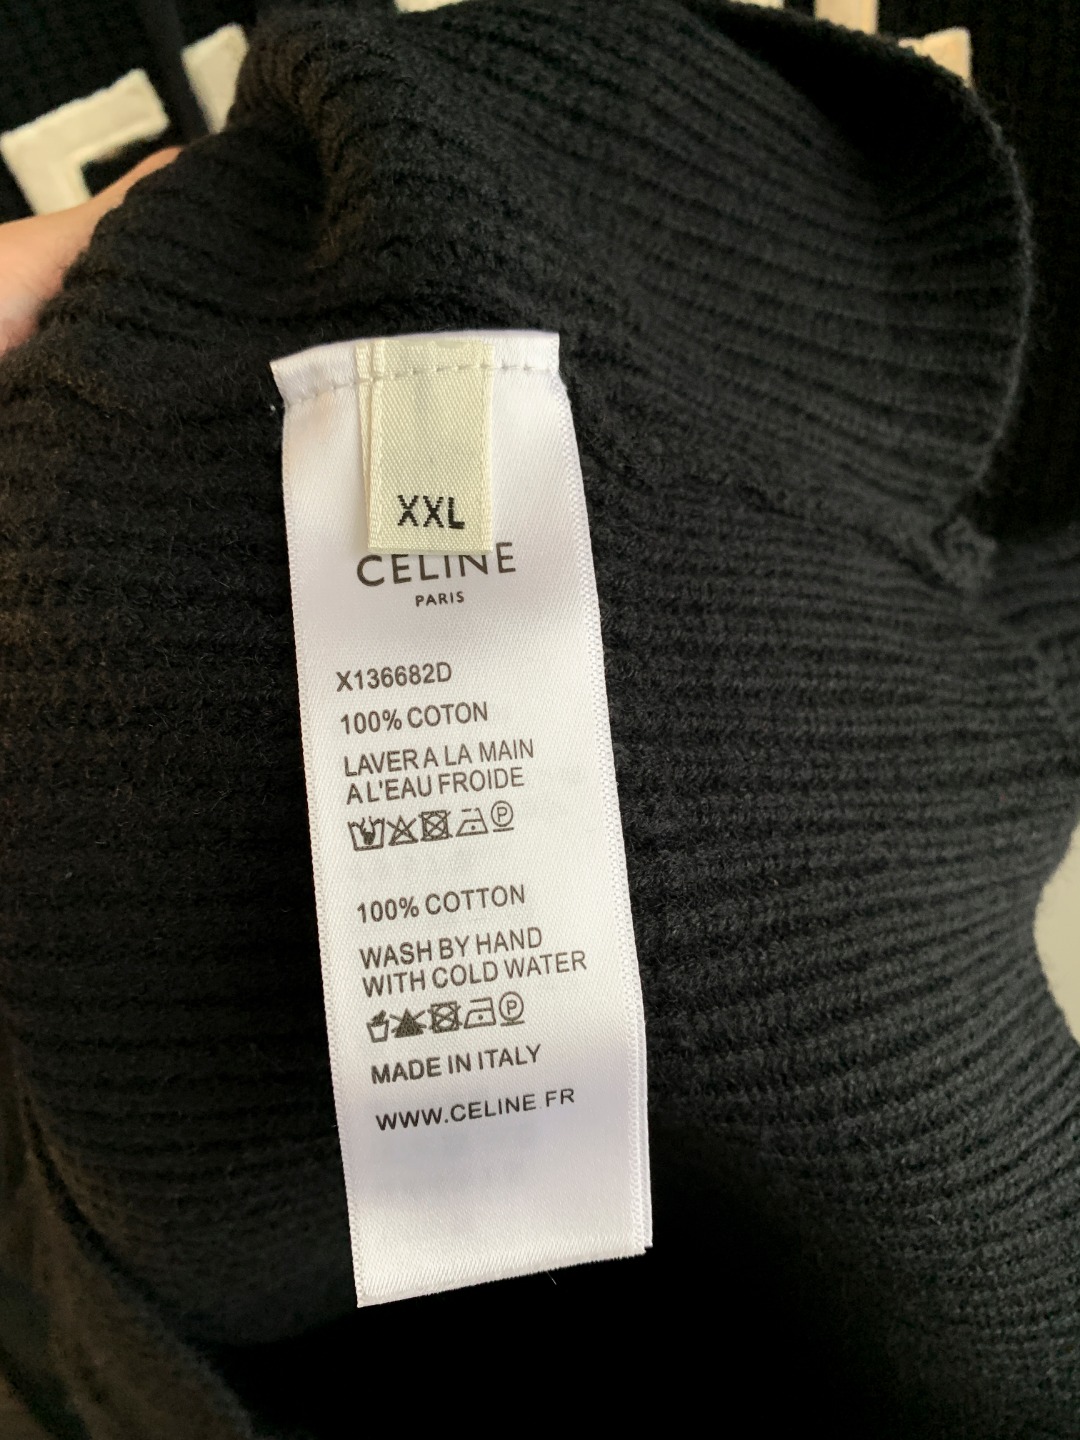 XXL
CELINE
PARIS
X136682D
100% COTON
LAVER A LA MAIN
A L'EAU FROIDE
P
100% COTTON
WASH BY HAND
WITH COLD WATER
P
MADE IN ITALY
WWW.CELINE.FR